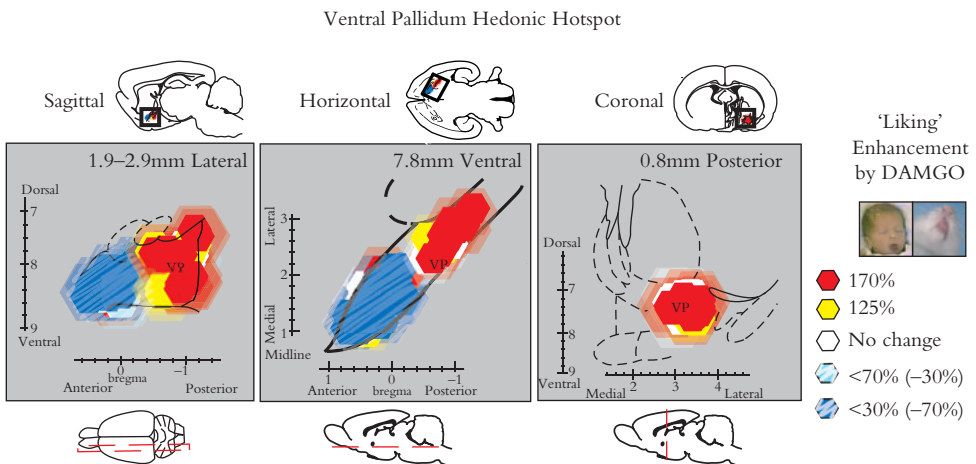 Ventral Pallidum Hedonic Hotspot
Sagittal
Horizontal
Coronal
1.9–2.9mm Lateral
Dorsal
7
8
9
Ventral
VP
0
–1
bregma
Anterior
Posterior
7.8mm Ventral
Lateral
3
2
1
Medial
Midline
VP
1
0
–1
Anterior
bregma
Posterior
0.8mm Posterior
Dorsal
7
8
9
Ventral
VP
2
3
4
Medial
Lateral
‘Liking’
Enhancement
by DAMGO
170%
125%
No change
<70% (–30%)
<30% (–70%)